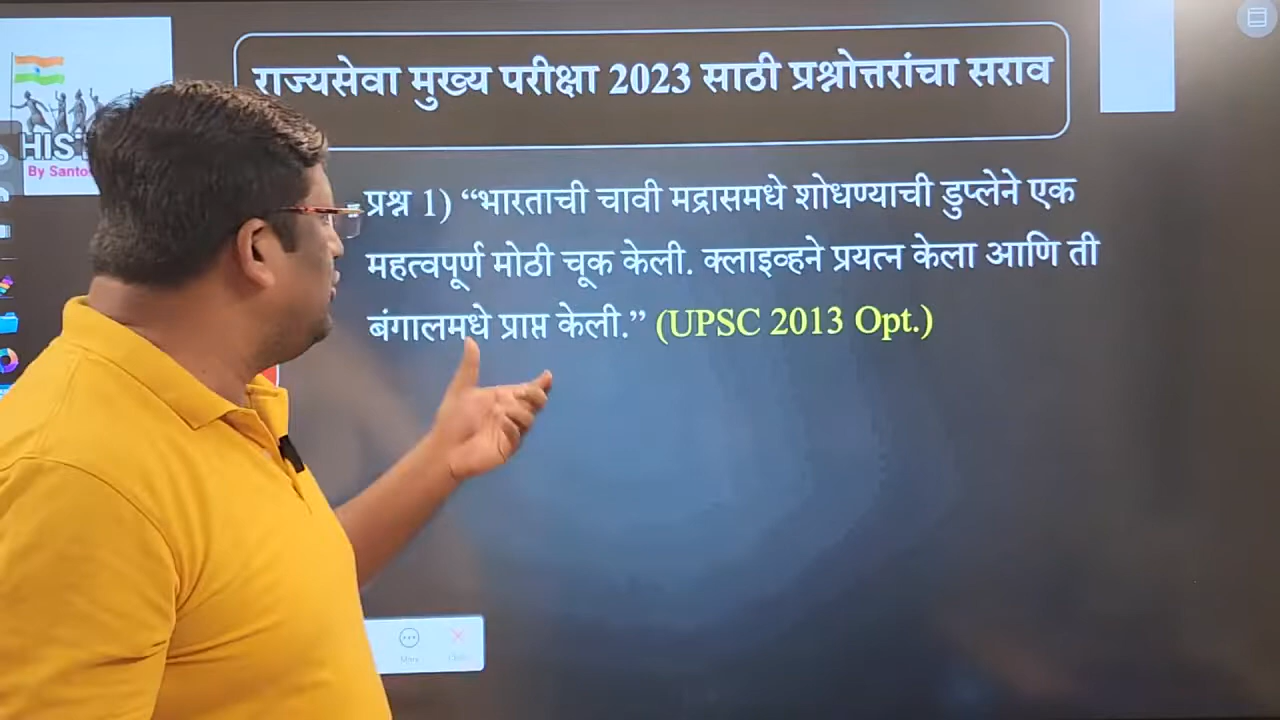 राज्यसेवा मुख्य परीक्षा 2023 साठी प्रश्नोत्तरांचा सराव
HIST
By Santo
प्रश्न 1) “भारताची चावी मद्रासमधे शोधण्याची डुप्लेने एक
महत्वपूर्ण मोठी चूक केली. क्लाइव्हने प्रयत्न केला आणि ती
बंगालमधे प्राप्त केली.” (UPSC 2013 Opt.)
More